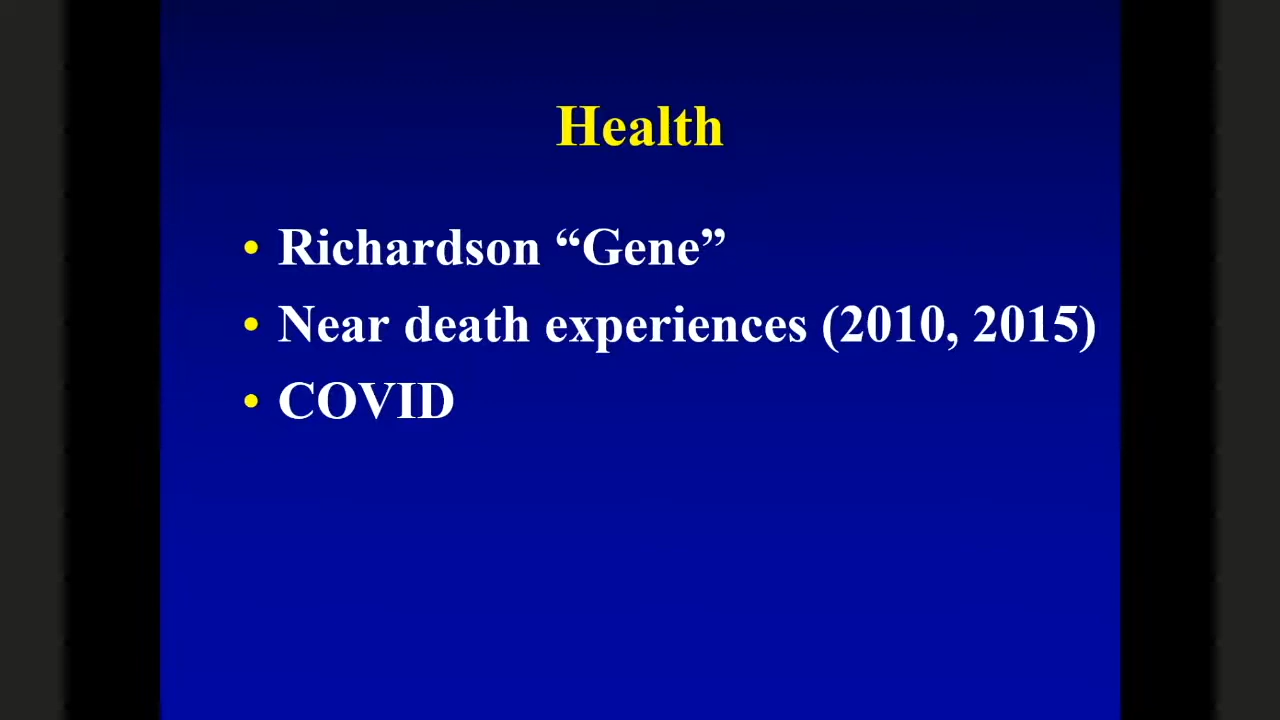 Health
• Richardson “Gene”
• Near death experiences (2010, 2015)
• COVID